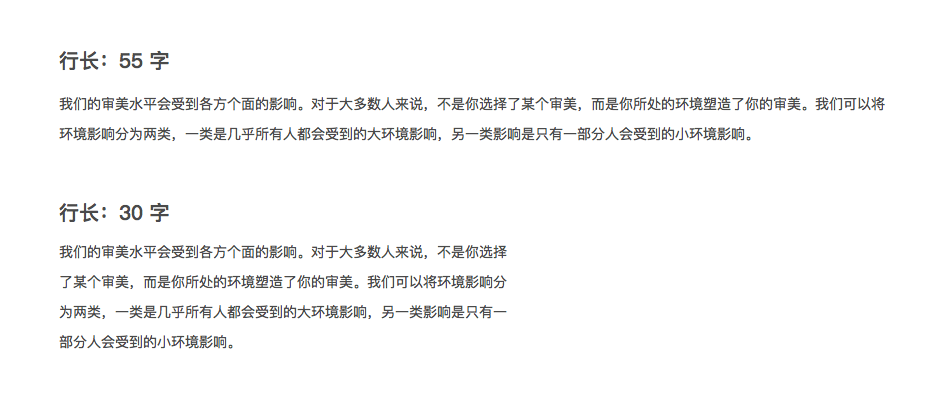 行长：55 字
我们的审美水平会受到各方个面的影响。对于大多数人来说，不是你选择了某个审美，而是你所处的环境塑造了你的审美。我们可以将
环境影响分为两类，一类是几乎所有人都会受到的大环境影响，另一类影响是只有一部分人会受到的小环境影响。
行长：30 字
我们的审美水平会受到各方个面的影响。对于大多数人来说，不是你选择
了某个审美，而是你所处的环境塑造了你的审美。我们可以将环境影响分
为两类，一类是几乎所有人都会受到的大环境影响，另一类影响是只有一
部分人会受到的小环境影响。